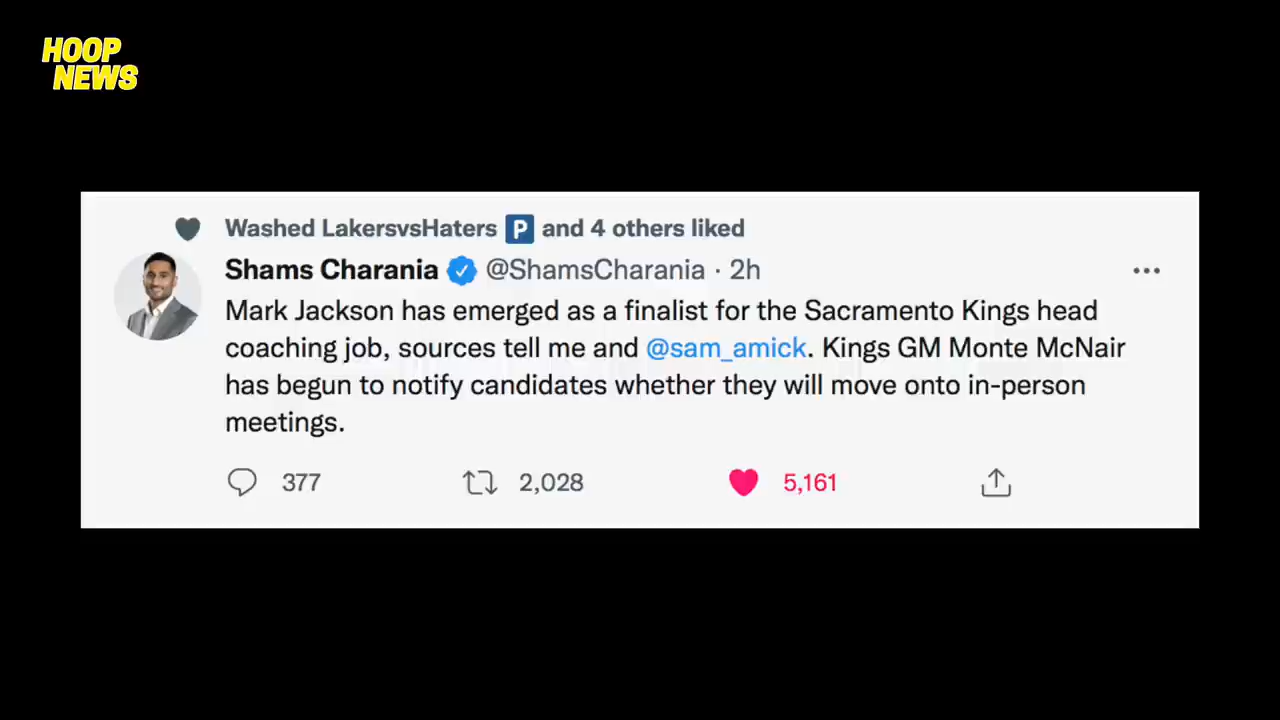 HOOP
NEWS
Washed LakersvsHaters 🅿️ and 4 others liked
Shams Charania @ShamsCharania · 2h
Mark Jackson has emerged as a finalist for the Sacramento Kings head
coaching job, sources tell me and @sam_amick. Kings GM Monte McNair
has begun to notify candidates whether they will move onto in-person
meetings.
377 2,028 5,161